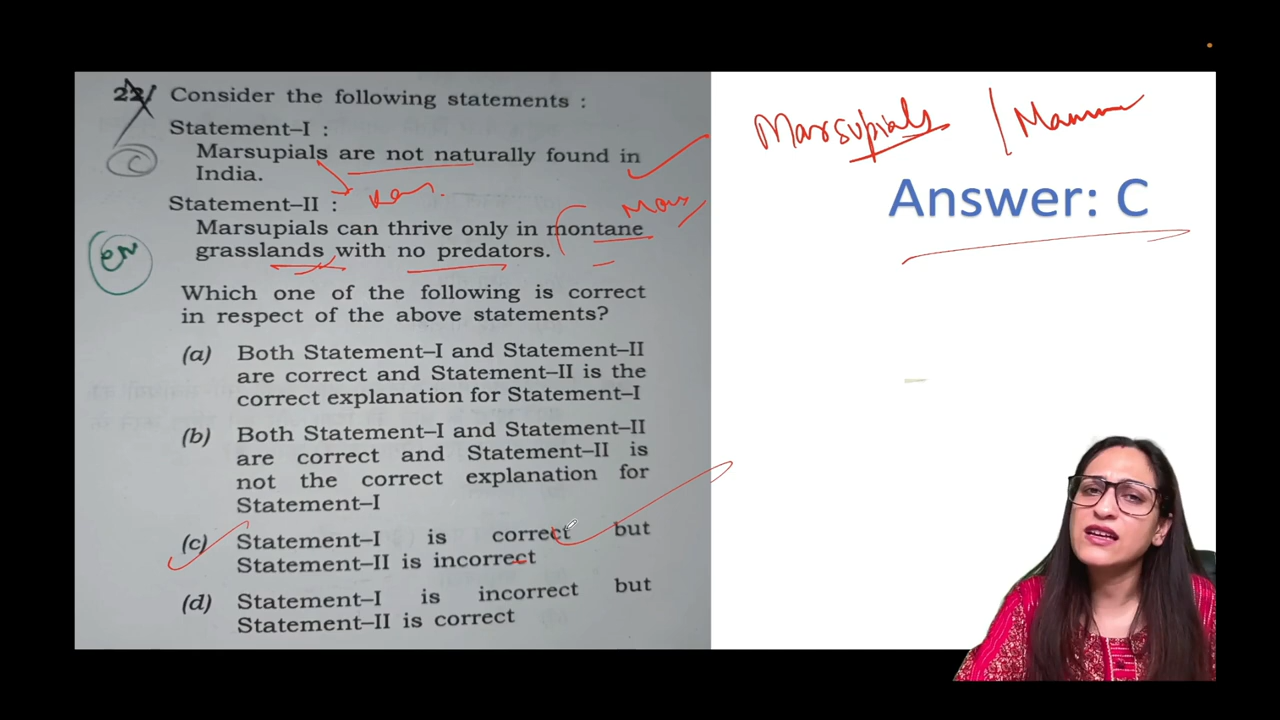 22/ Consider the following statements :
Statement–I :
Marsupials are not naturally found in
India.
Statement–II :
Marsupials can thrive only in montane
grasslands with no predators.
Which one of the following is correct
in respect of the above statements?
(a) Both Statement–I and Statement–II
are correct and Statement–II is the
correct explanation for Statement–I
(b) Both Statement–I and Statement–II
are correct and Statement–II is
not the correct explanation for
Statement–I
(c) Statement–I is correct but
Statement–II is incorrect
(d) Statement–I is incorrect but
Statement–II is correct
C
Marsupials
Answer: C